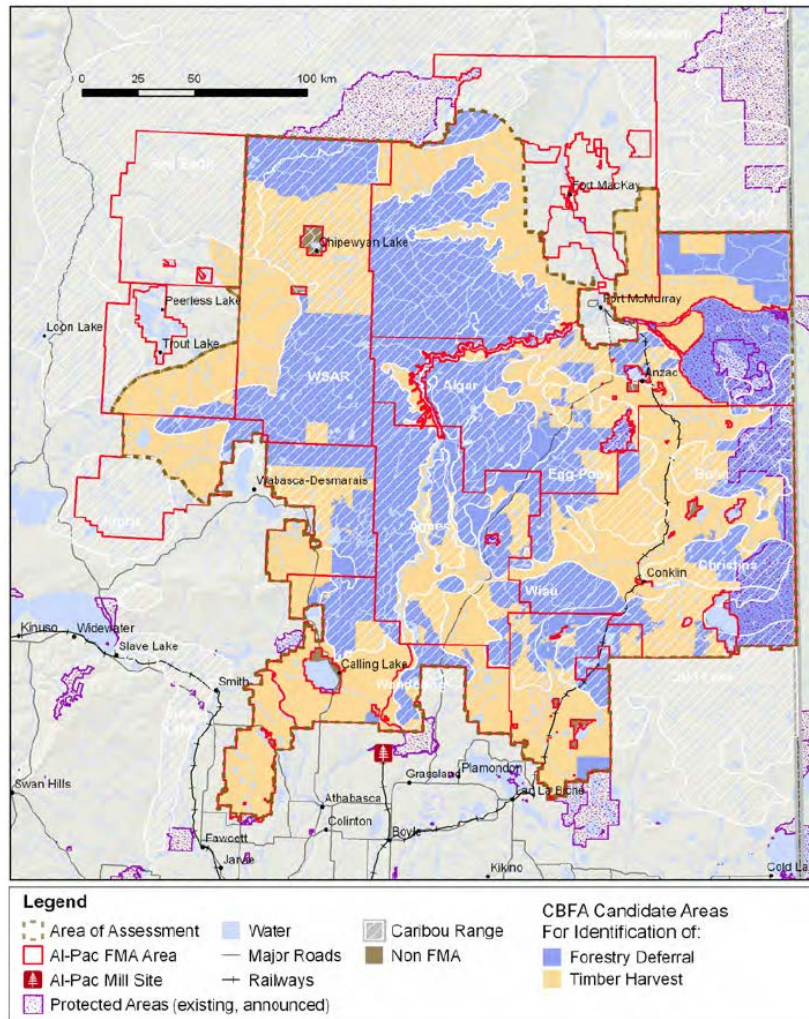 0 25 50 100 km
Red Earth
Fort MacKay
Chipewyan Lake
Peerless Lake
Fort McMurray
Loon Lake
Trout Lake
WSAR
Algar
Anzac
Wabasca-Desmarais
Egg-Pony
Bohn
Agnes
Conklin
Christina
Wiau
Kinuso
Widewater
Slave Lake
Calling Lake
Smith
Wandering
Swan Hills
Grassland
Plamondon
Lac La Biche
Athabasca
Colinton
Boyle
Fawcett
Jarvie
Kikino
Cold La
Legend
Area of Assessment
Water
Caribou Range
CBFA Candidate Areas
Al-Pac FMA Area
Major Roads
Non FMA
For Identification of:
Al-Pac Mill Site
Railways
Forestry Deferral
Protected Areas (existing, announced)
Timber Harvest